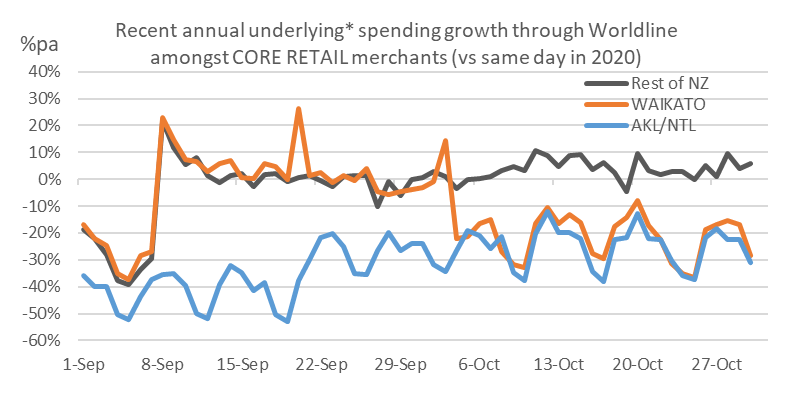 Recent annual underlying* spending growth through Worldline
amongst CORE RETAIL merchants (vs same day in 2020)
%pa
40%
30%
20%
10%
0%
-10%
-20%
-30%
-40%
-50%
-60%
Rest of NZ
WAIKATO
AKL/NTL
1-Sep 8-Sep 15-Sep 22-Sep 29-Sep 6-Oct 13-Oct 20-Oct 27-Oct